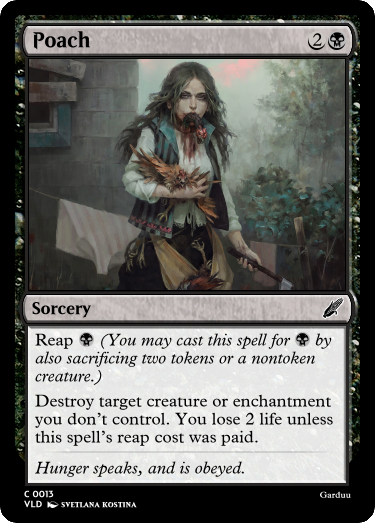 Poach 2
Sorcery
Reap (You may cast this spell for by
also sacrificing two tokens or a nontoken
creature.)
Destroy target creature or enchantment
you don't control. You lose 2 life unless
this spell's reap cost was paid.
Hunger speaks, and is obeyed.
C 0013 Garduu
VLD SVETLANA KOSTINA